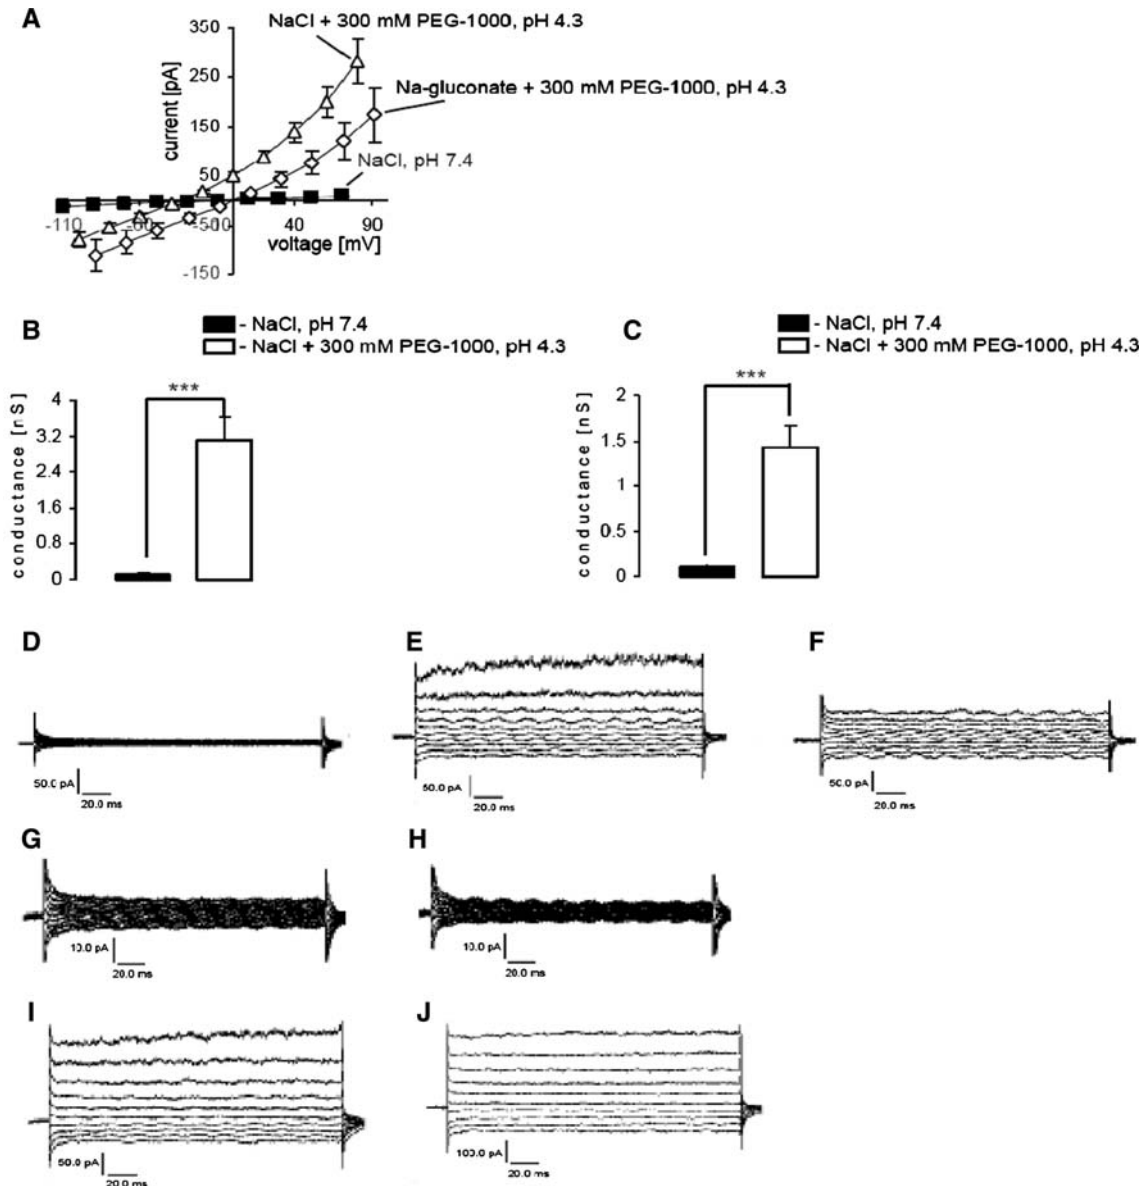 A
NaCl + 300 mM PEG-1000, pH 4.3
350
250
150
50
-50
-150
current [pA]
Na-gluconate + 300 mM PEG-1000, pH 4.3
NaCl, pH 7.4
-110
-60
40
90
voltage [mV]
B
- NaCl, pH 7.4
- NaCl + 300 mM PEG-1000, pH 4.3
***
4
3.2
2.4
1.6
0.8
0
conductance [nS]
C
- NaCl, pH 7.4
- NaCl + 300 mM PEG-1000, pH 4.3
***
2
1.5
1
0.5
0
conductance [nS]
D
50.0 pA
20.0 ms
E
50.0 pA
20.0 ms
F
50.0 pA
20.0 ms
G
10.0 pA
20.0 ms
H
10.0 pA
20.0 ms
I
50.0 pA
20.0 ms
J
100.0 pA
20.0 ms